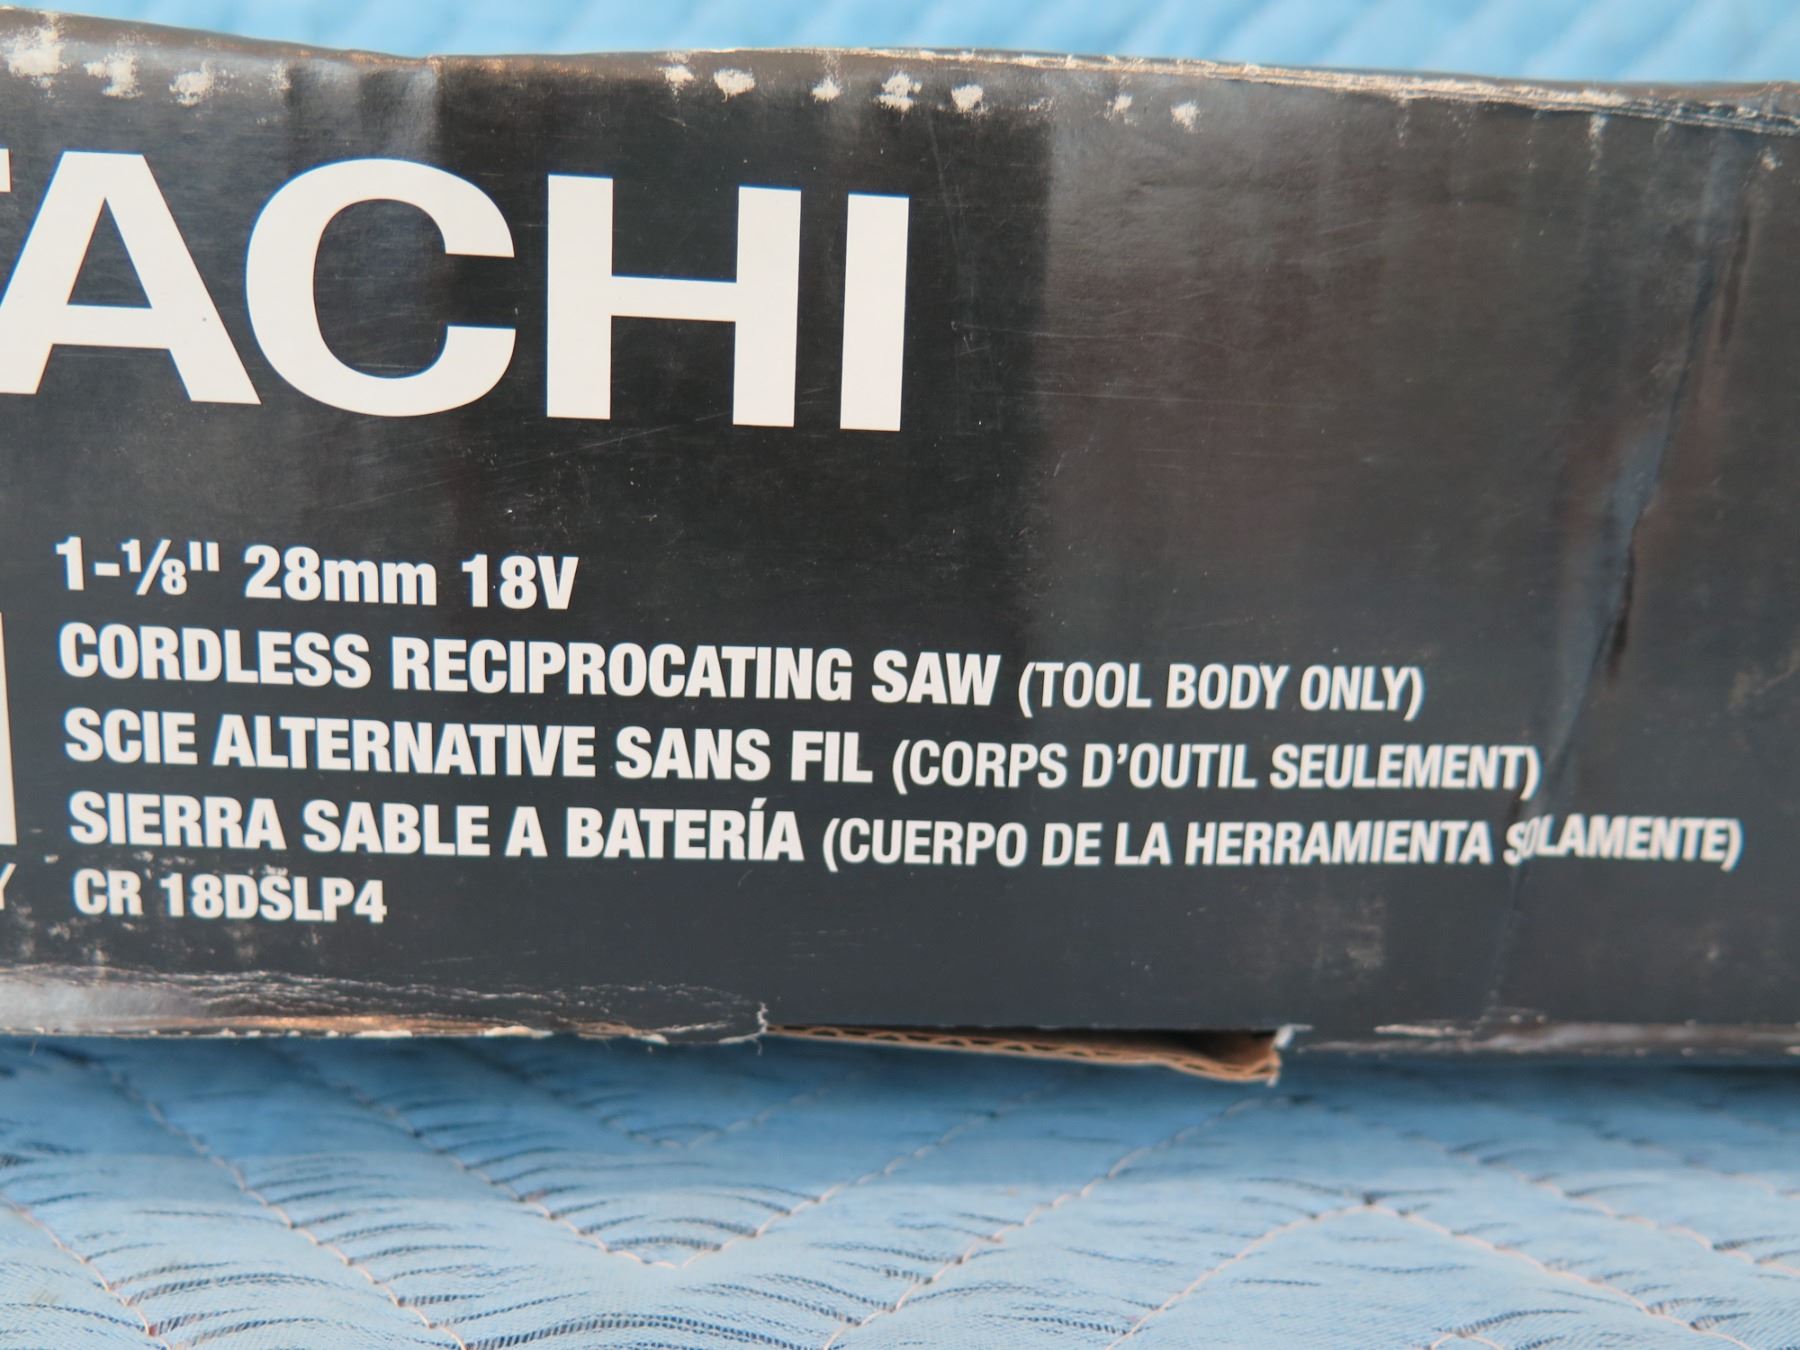 TACHI
1-⅛" 28mm 18V
CORDLESS RECIPROCATING SAW (TOOL BODY ONLY)
SCIE ALTERNATIVE SANS FIL (CORPS D'OUTIL SEULEMENT)
SIERRA SABLE A BATERÍA (CUERPO DE LA HERRAMIENTA SOLAMENTE)
Y CR 18DSLP4